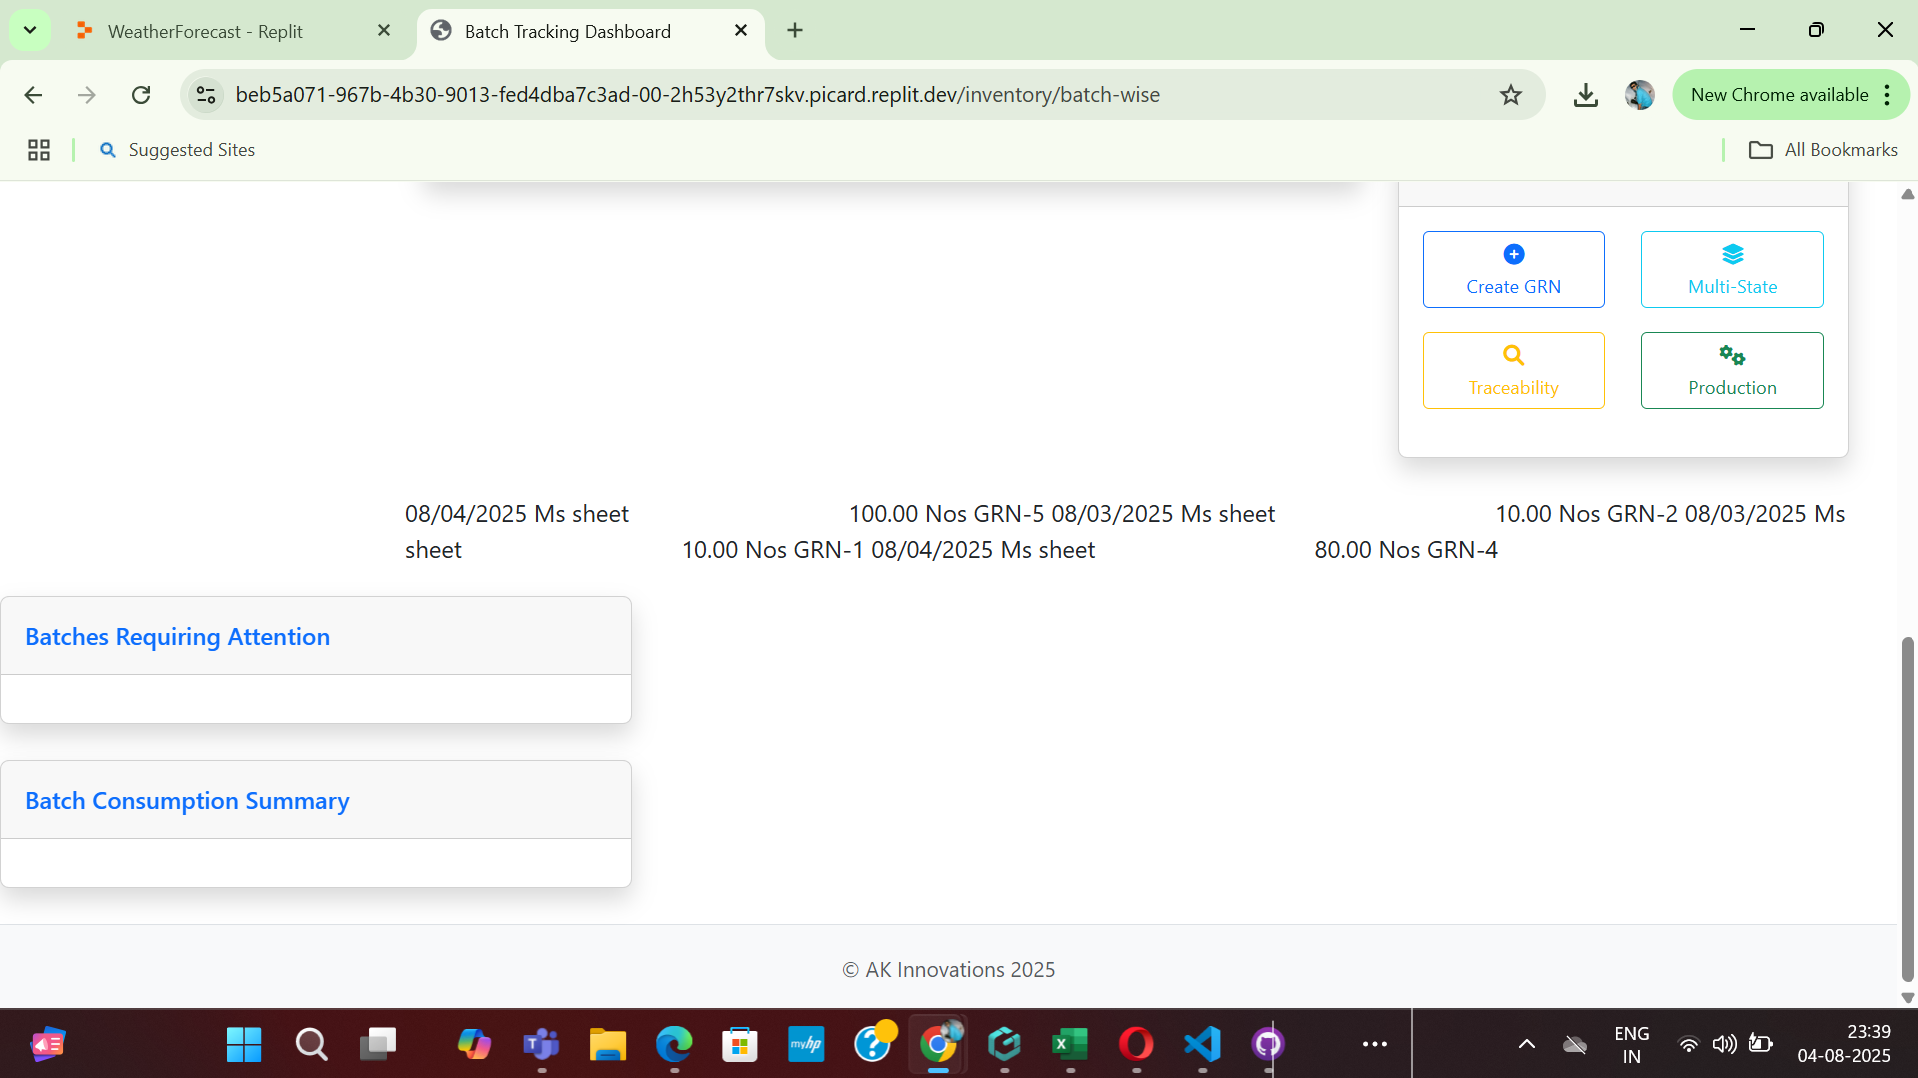 WeatherForecast - Replit
Batch Tracking Dashboard
beb5a071-967b-4b30-9013-fed4dba7c3ad-00-2h53y2thr7skv.picard.replit.dev/inventory/batch-wise
New Chrome available
Suggested Sites
All Bookmarks
Create GRN
Multi-State
Traceability
Production
08/04/2025 Ms sheet 100.00 Nos GRN-5 08/03/2025 Ms sheet 10.00 Nos GRN-2 08/03/2025 Ms
sheet 10.00 Nos GRN-1 08/04/2025 Ms sheet 80.00 Nos GRN-4
Batches Requiring Attention
Batch Consumption Summary
© AK Innovations 2025
myhp
ENG
IN
23:39
04-08-2025